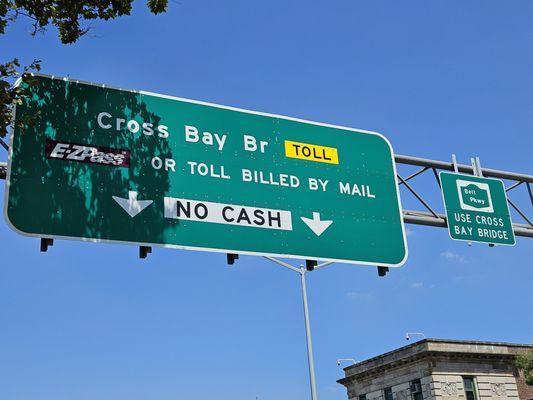 Cross Bay Br TOLL
E-ZPass OR TOLL BILLED BY MAIL
NO CASH
Belt
Pkwy
USE CROSS
BAY BRIDGE